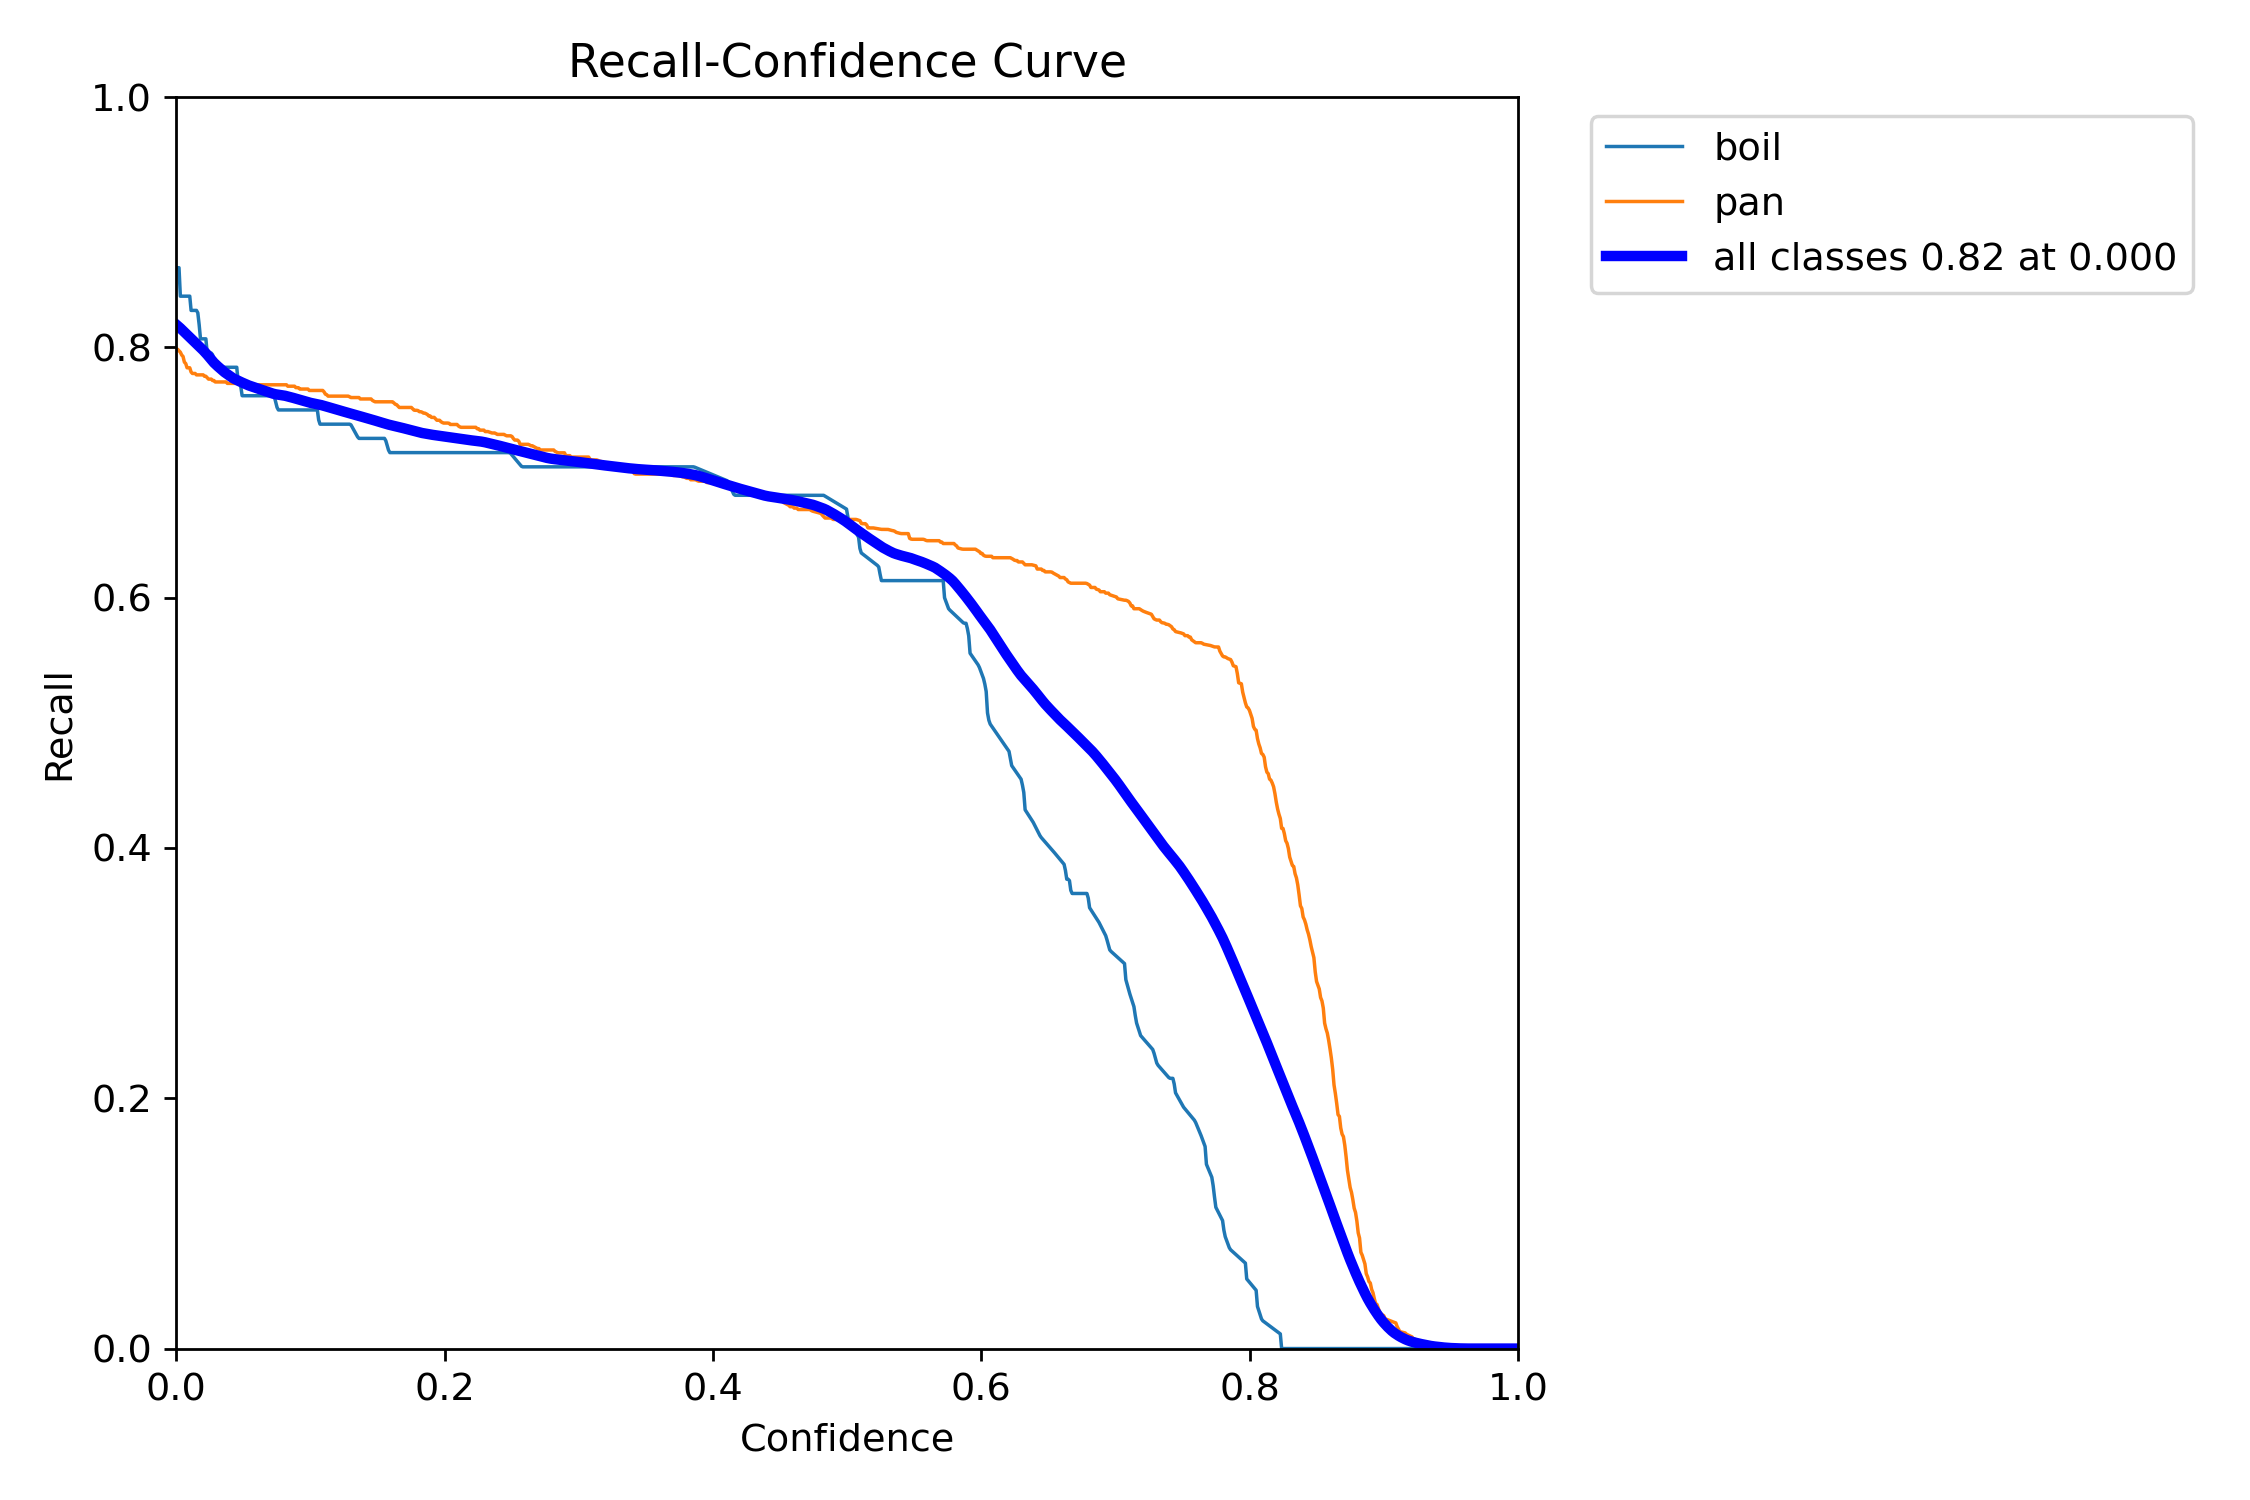 Recall-Confidence Curve
1.0
0.8
0.6
0.4
0.2
0.0
Recall
0.0 0.2 0.4 0.6 0.8 1.0
Confidence
boil
pan
all classes 0.82 at 0.000